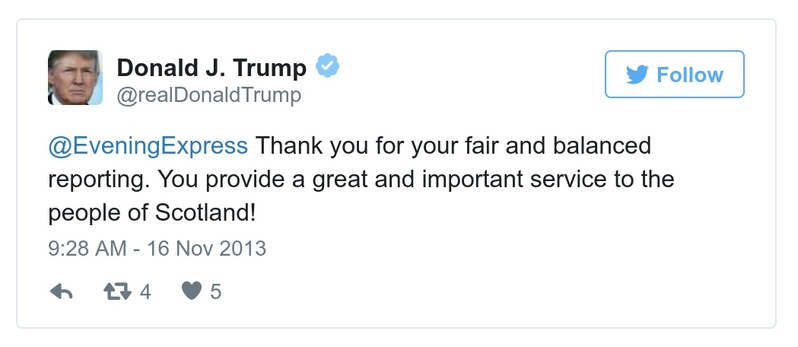 Donald J. Trump
@realDonaldTrump
Follow
@EveningExpress Thank you for your fair and balanced
reporting. You provide a great and important service to the
people of Scotland!
9:28 AM - 16 Nov 2013
4 5